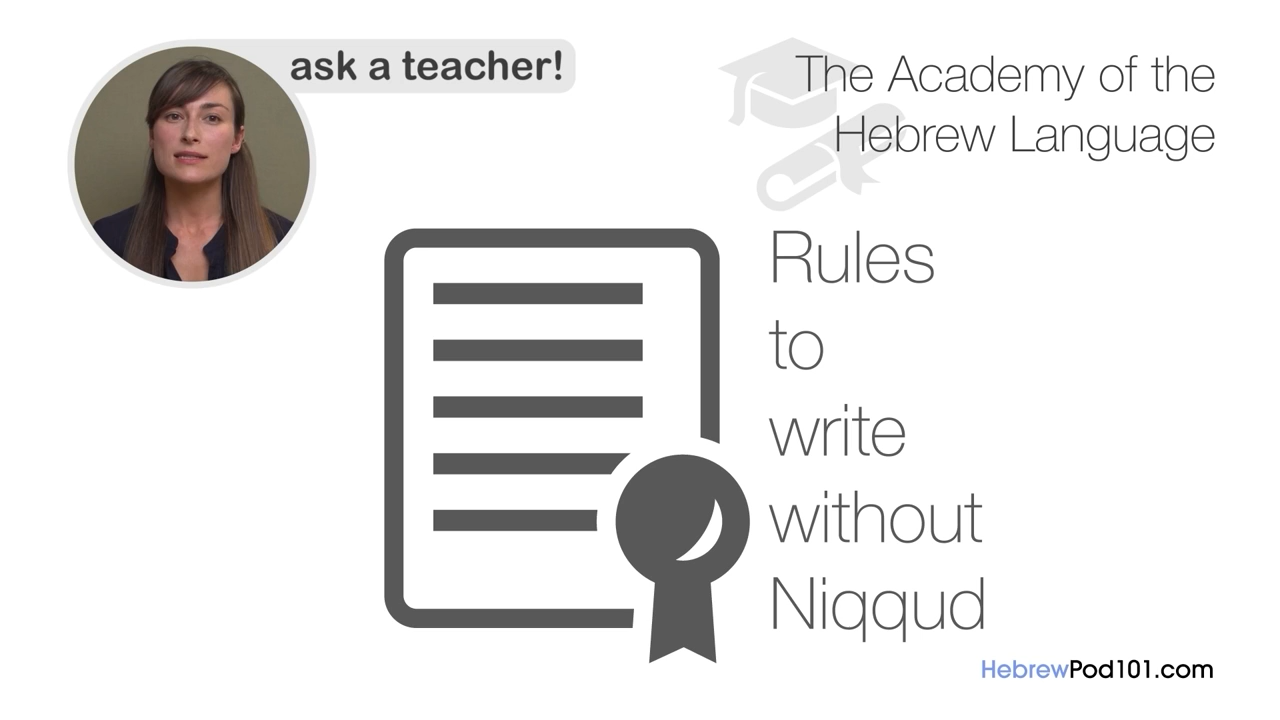 ask a teacher!
The Academy of the
Hebrew Language
Rules
to
write
without
Niqqud
HebrewPod101.com